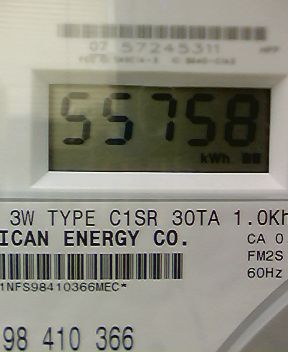 07 57245311
55758
kWh
3W TYPE C1SR 30TA 1.0Kh
ICAN ENERGY CO.
CA 0
FM2S
60Hz
1NFS98410366MEC*
98 410 366